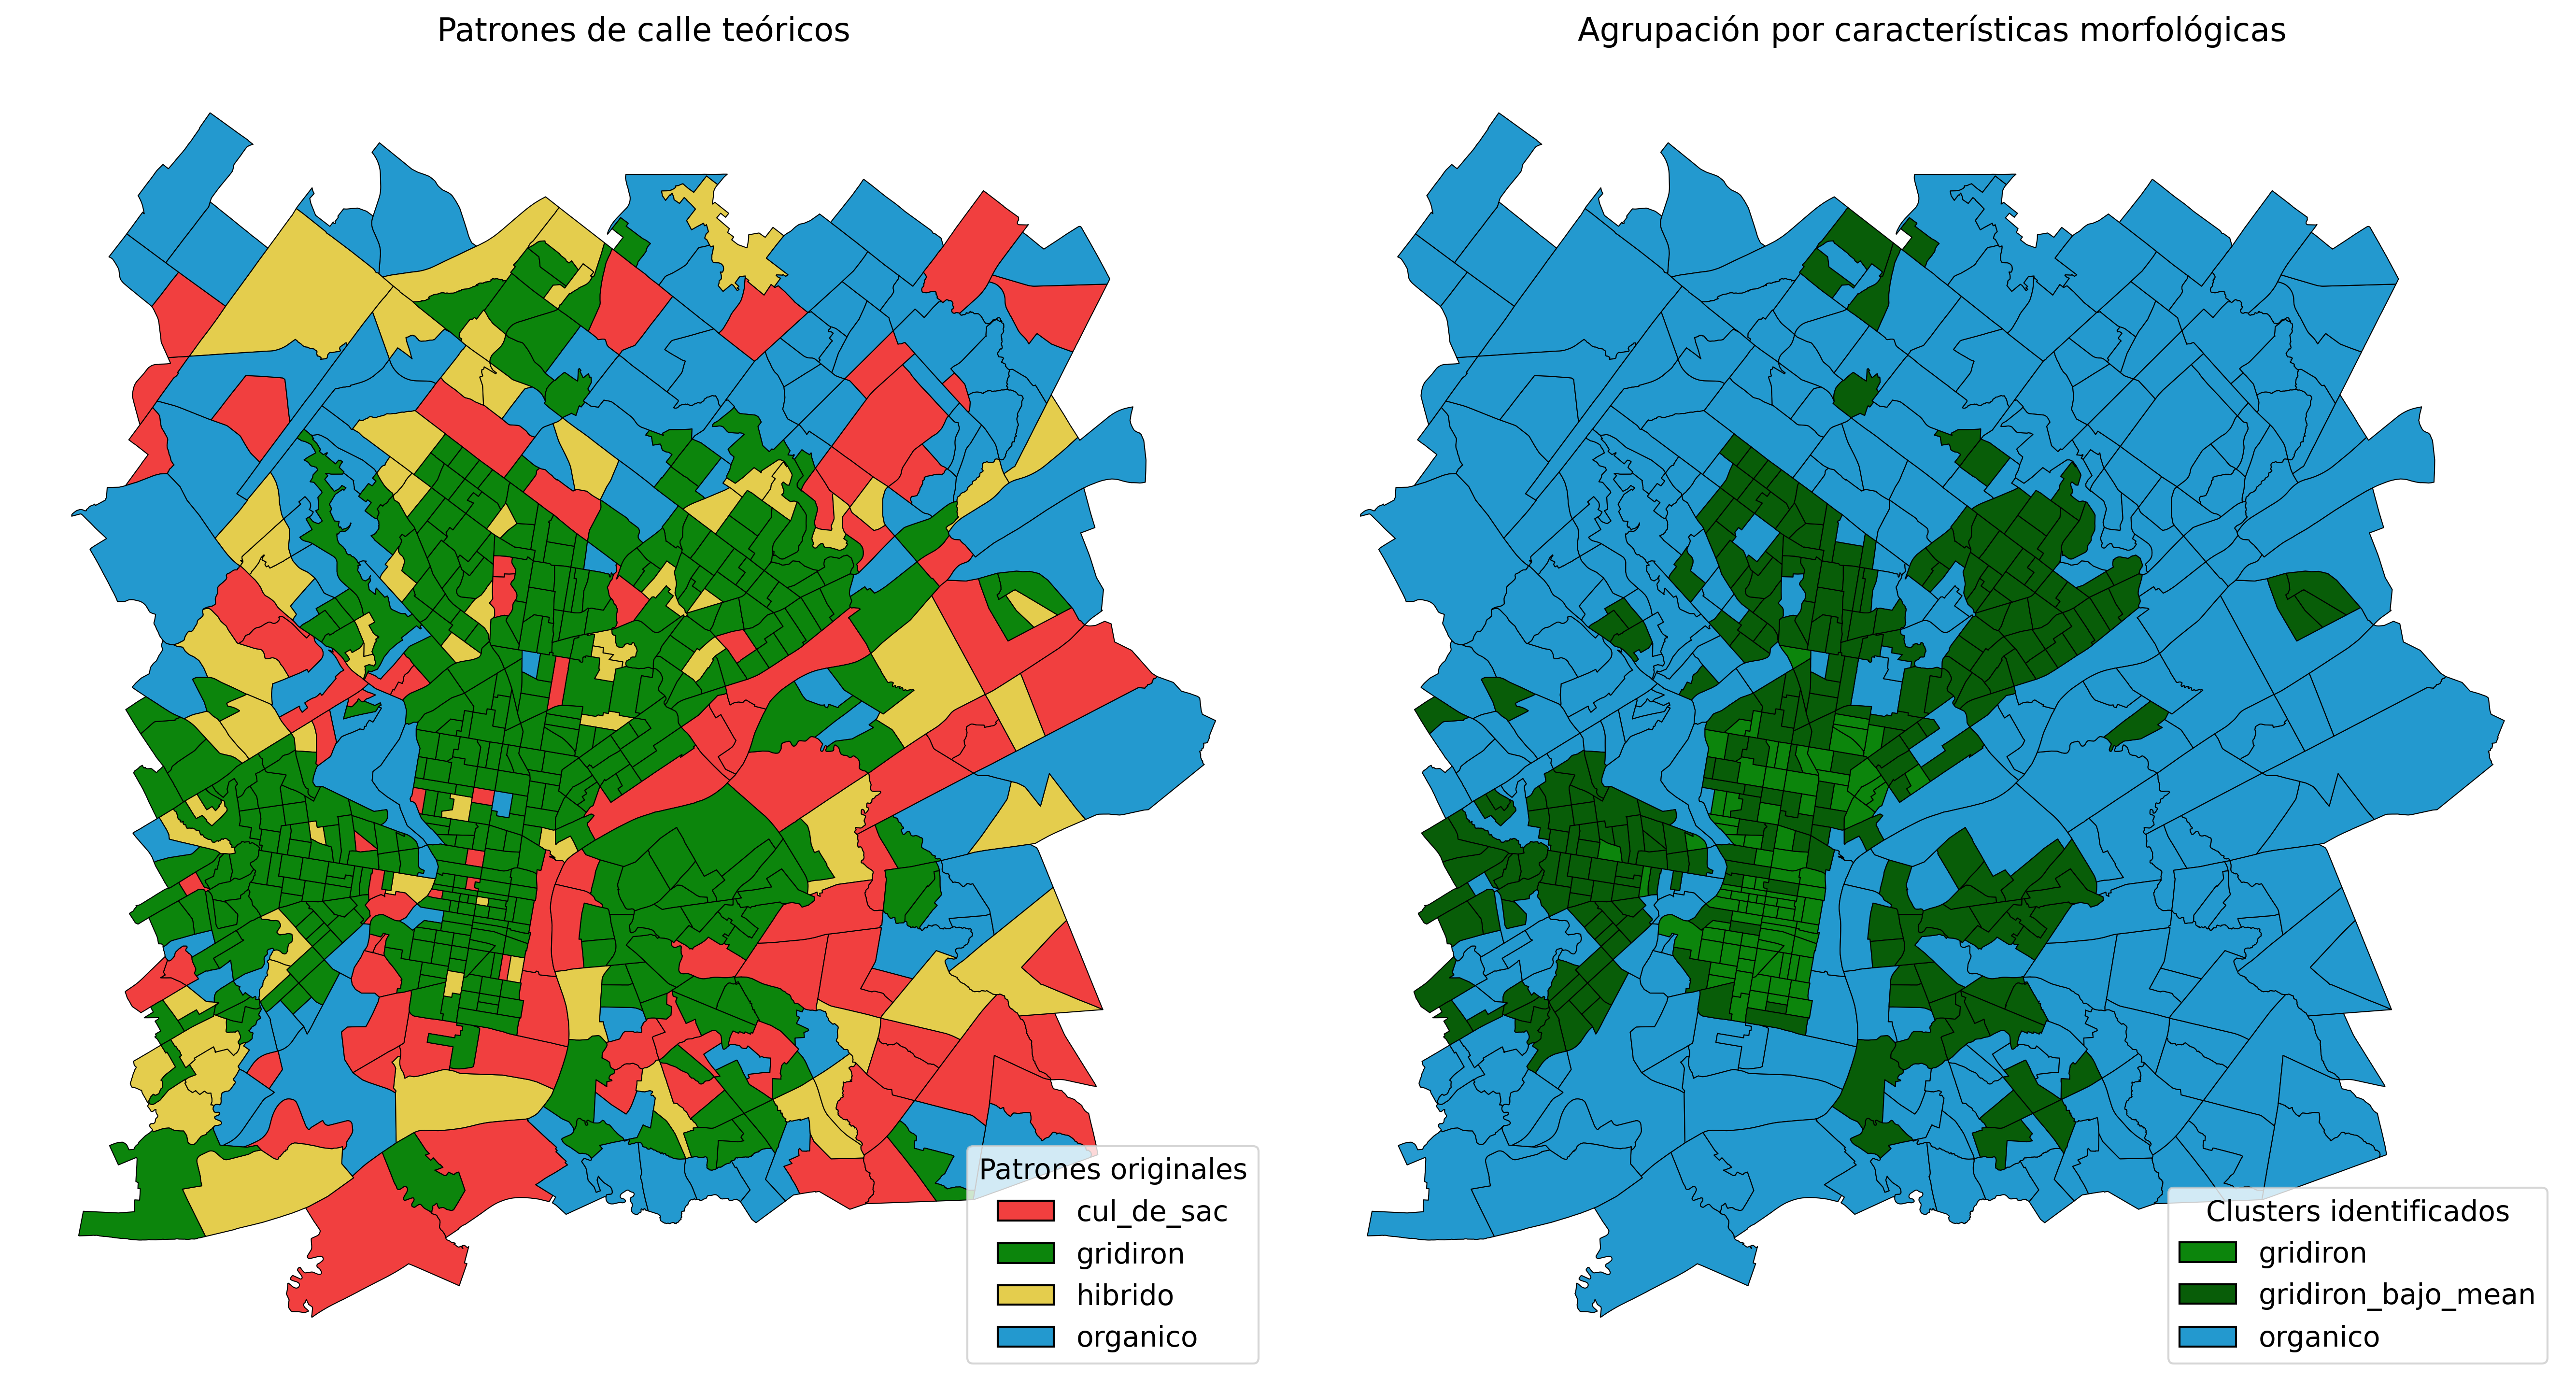 Patrones de calle teóricos
Agrupación por características morfológicas
Patrones originales
cul_de_sac
gridiron
hibrido
organico
Clusters identificados
gridiron
gridiron_bajo_mean
organico